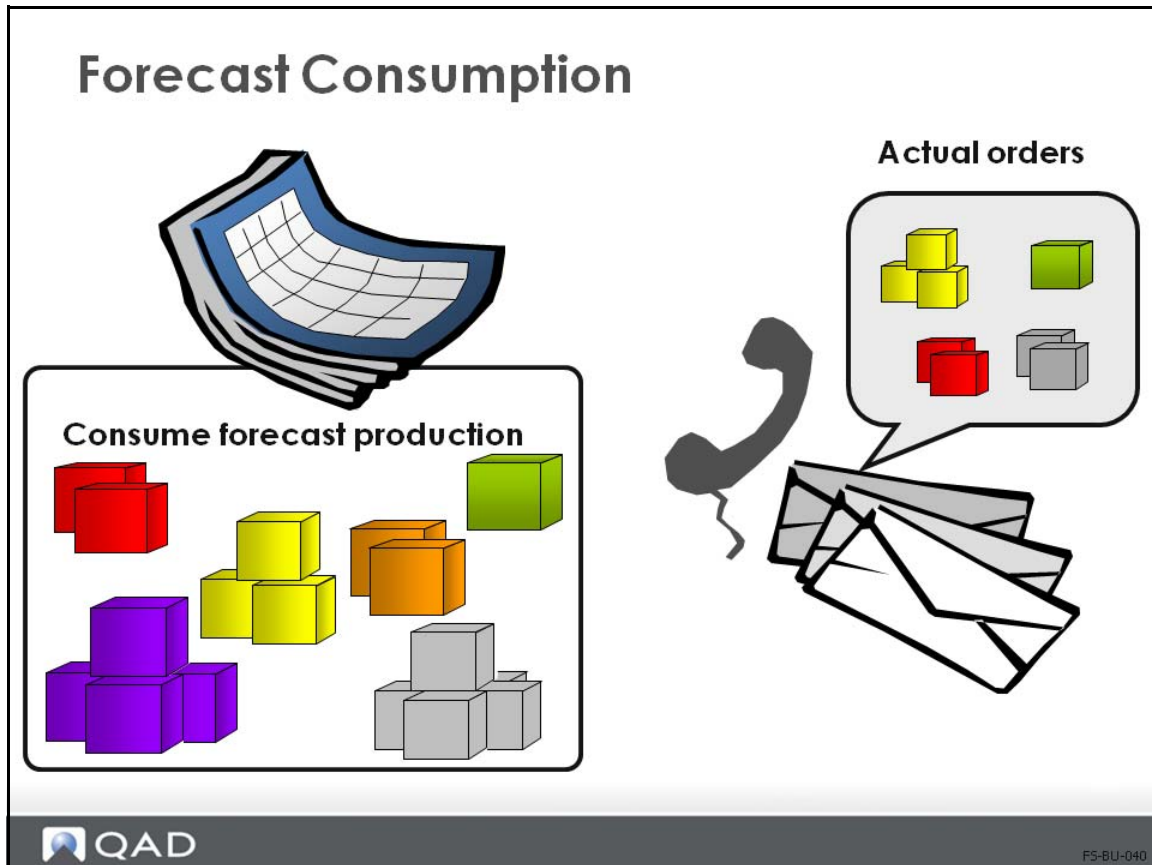 Forecast Consumption
Actual orders
Consume forecast production
QAD
FS-BU-040